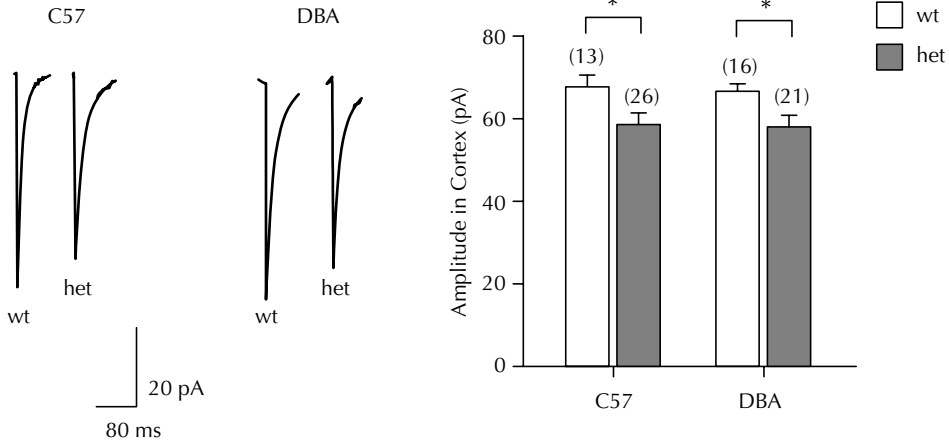 C57
DBA
wt
het
wt
het
20 pA
80 ms
* *
wt
het
Amplitude in Cortex (pA)
80
60
40
20
0
(13)
(26)
(16)
(21)
C57
DBA